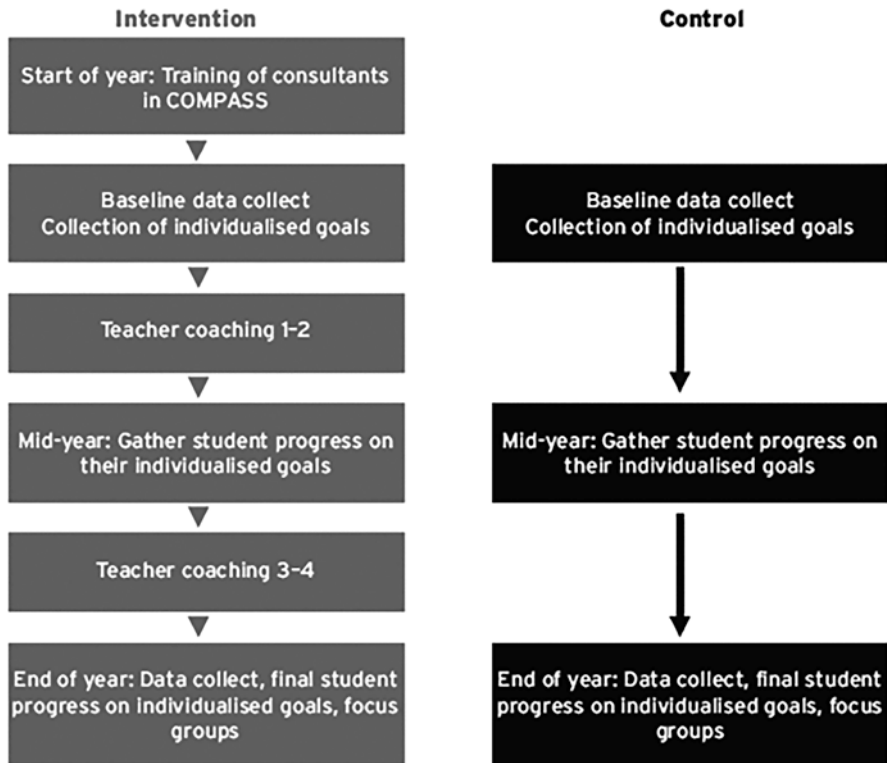 Intervention
Start of year: Training of consultants
in COMPASS
Baseline data collect
Collection of individualised goals
Teacher coaching 1–2
Mid-year: Gather student progress on
their individualised goals
Teacher coaching 3–4
End of year: Data collect, final student
progress on individualised goals, focus
groups
Control
Baseline data collect
Collection of individualised goals
Mid-year: Gather student progress on
their individualised goals
End of year: Data collect, final student
progress on individualised goals, focus
groups